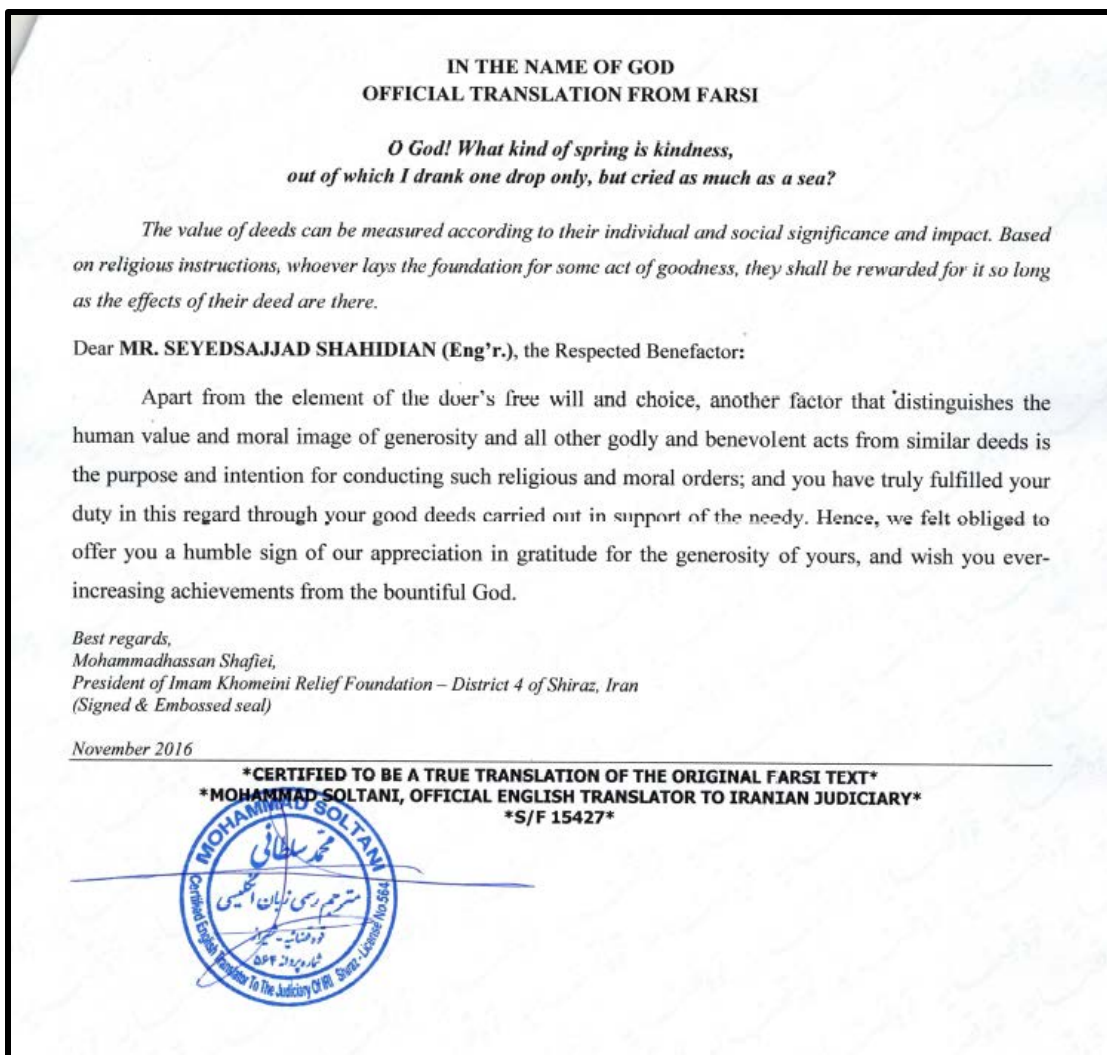 IN THE NAME OF GOD
OFFICIAL TRANSLATION FROM FARSI
O God! What kind of spring is kindness,
out of which I drank one drop only, but cried as much as a sea?
The value of deeds can be measured according to their individual and social significance and impact. Based
on religious instructions, whoever lays the foundation for some act of goodness, they shall be rewarded for it so long
as the effects of their deed are there.
Dear MR. SEYEDSAJJAD SHAHIDIAN (Eng'r.), the Respected Benefactor:
Apart from the element of the doer's free will and choice, another factor that distinguishes the
human value and moral image of generosity and all other godly and benevolent acts from similar deeds is
the purpose and intention for conducting such religious and moral orders; and you have truly fulfilled your
duty in this regard through your good deeds carried out in support of the needy. Hence, we felt obliged to
offer you a humble sign of our appreciation in gratitude for the generosity of yours, and wish you ever-
increasing achievements from the bountiful God.
Best regards,
Mohammadhassan Shafiei,
President of Imam Khomeini Relief Foundation – District 4 of Shiraz, Iran
(Signed & Embossed seal)
November 2016
*CERTIFIED TO BE A TRUE TRANSLATION OF THE ORIGINAL FARSI TEXT*
*MOHAMMAD SOLTANI, OFFICIAL ENGLISH TRANSLATOR TO IRANIAN JUDICIARY*
*S/F 15427*
MOHAMMAD SOLTANI
محمد سلطانی
مترجم رسمی زبان انگلیسی
قوه قضائیه - شیراز
شماره پروانه ۵۶۴
Certified English Translator To The Judiciary Of IRI Shiraz - License No.564